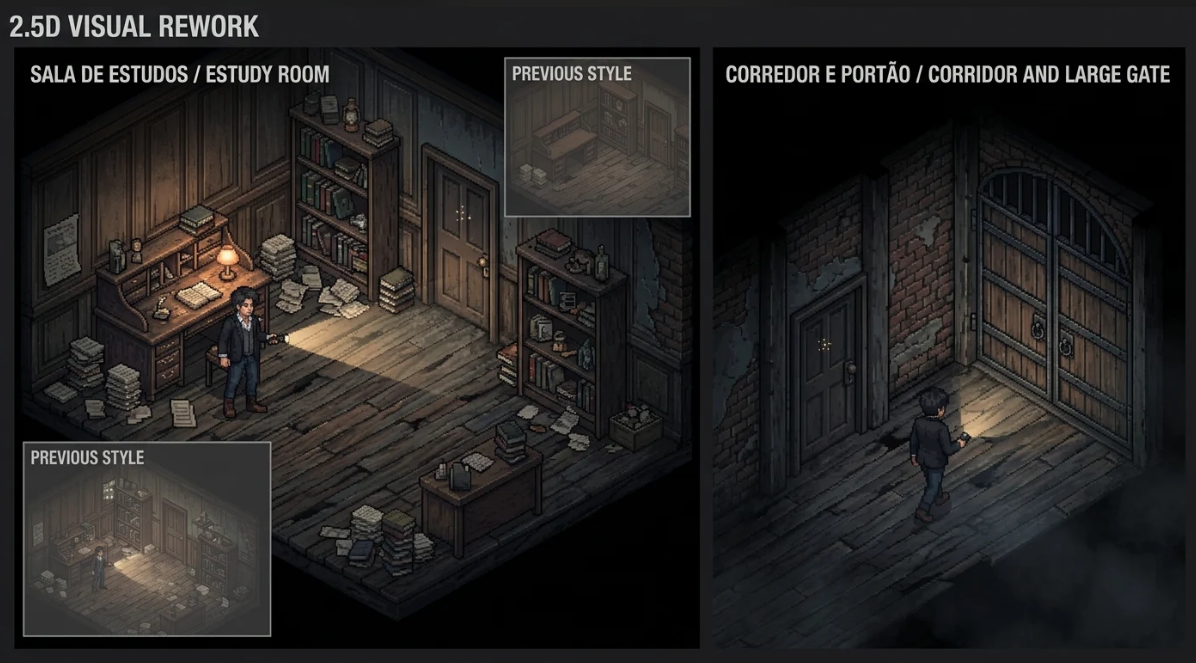 2.5D VISUAL REWORK
SALA DE ESTUDOS / ESTUDY ROOM
PREVIOUS STYLE
CORREDOR E PORTÃO / CORRIDOR AND LARGE GATE
PREVIOUS STYLE